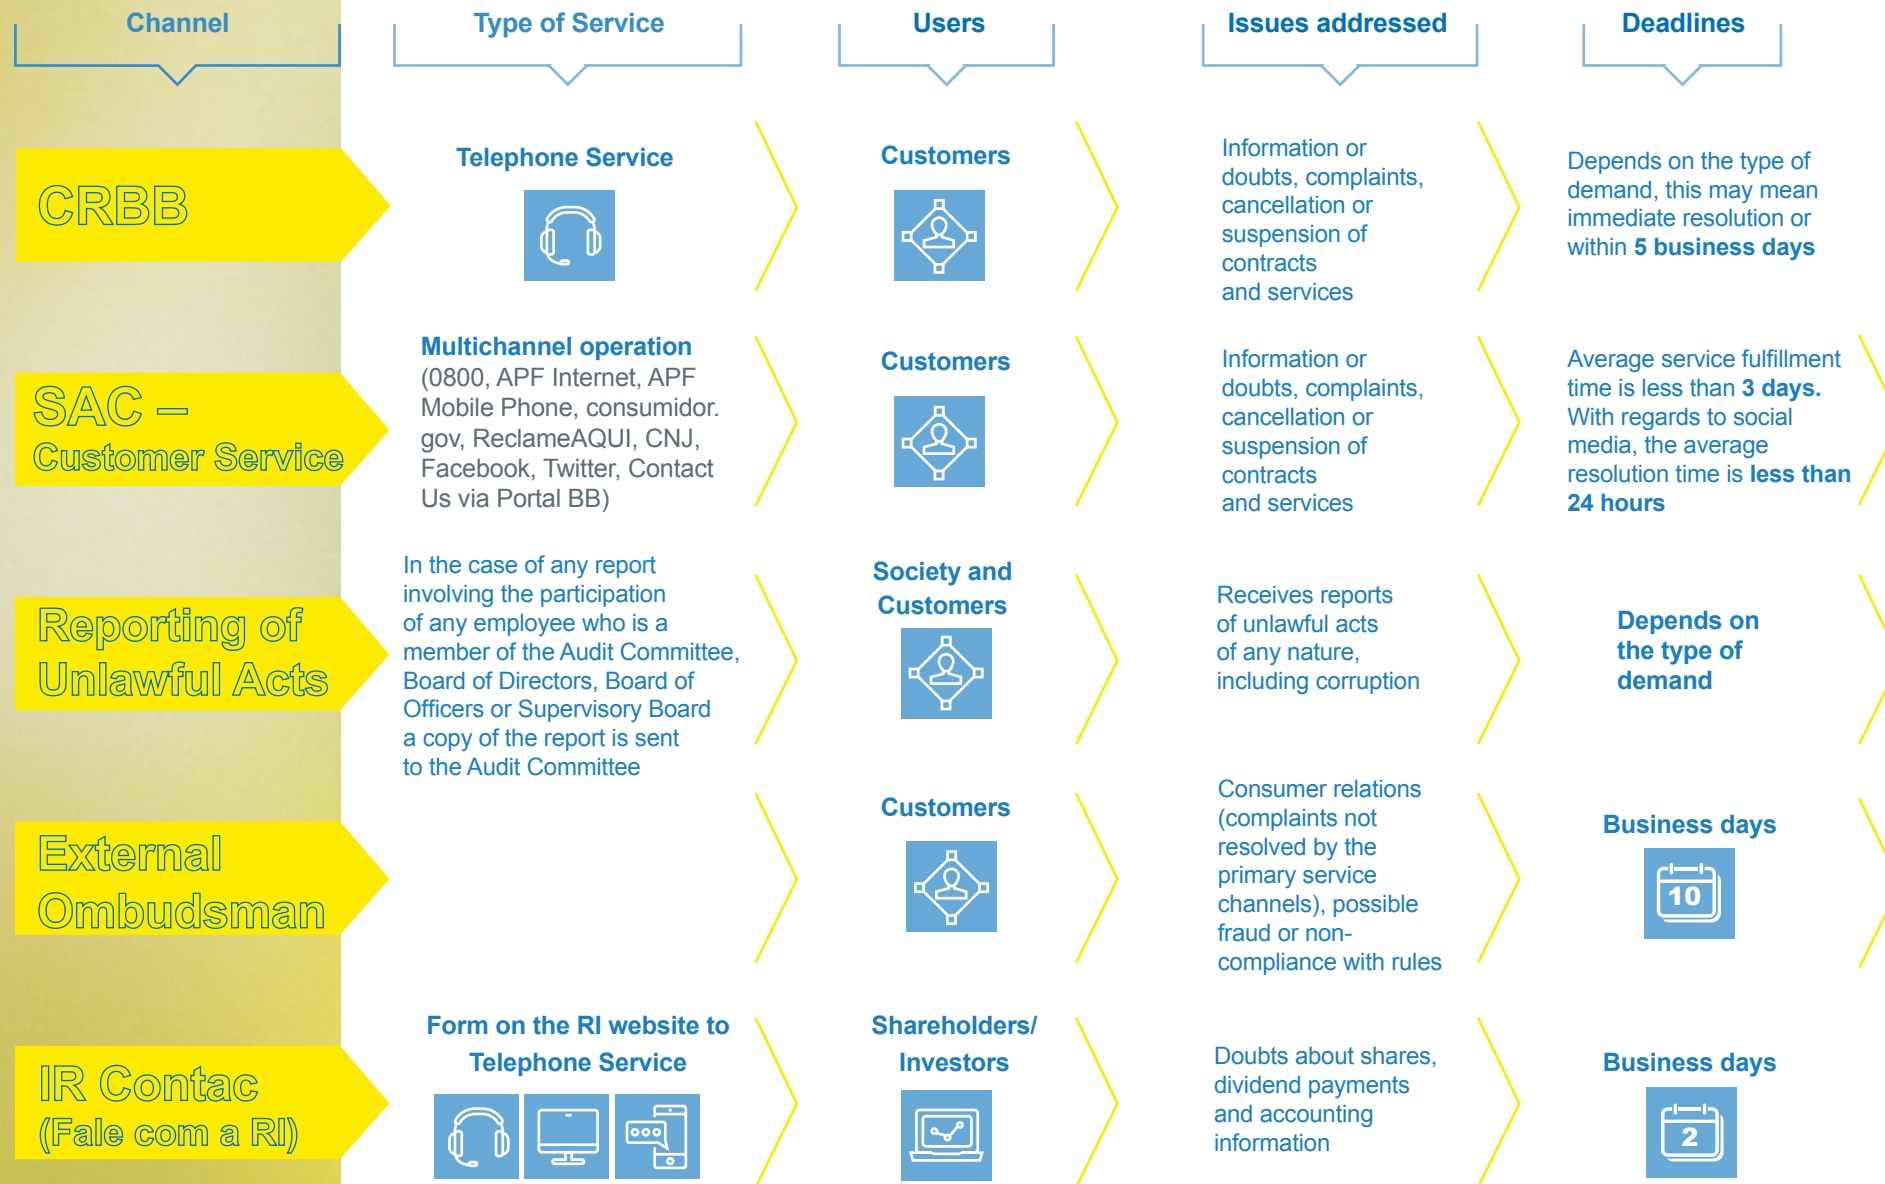 Channel
Type of Service
Users
Issues addressed
Deadlines
CRBB
Telephone Service
Customers
Information or
doubts, complaints,
cancellation or
suspension of
contracts
and services
Depends on the type of
demand, this may mean
immediate resolution or
within 5 business days
SAC –
Customer Service
Multichannel operation
(0800, APF Internet, APF
Mobile Phone, consumidor.
gov, ReclameAQUI, CNJ,
Facebook, Twitter, Contact
Us via Portal BB)
Customers
Information or
doubts, complaints,
cancellation or
suspension of
contracts
and services
Average service fulfillment
time is less than 3 days.
With regards to social
media, the average
resolution time is less than
24 hours
Reporting of
Unlawful Acts
In the case of any report
involving the participation
of any employee who is a
member of the Audit Committee,
Board of Directors, Board of
Officers or Supervisory Board
a copy of the report is sent
to the Audit Committee
Society and
Customers
Receives reports
of unlawful acts
of any nature,
including corruption
Depends on
the type of
demand
External
Ombudsman
Customers
Consumer relations
(complaints not
resolved by the
primary service
channels), possible
fraud or non-
compliance with rules
Business days
10
IR Contac
(Fale com a RI)
Form on the RI website to
Telephone Service
Shareholders/
Investors
Doubts about shares,
dividend payments
and accounting
information
Business days
2